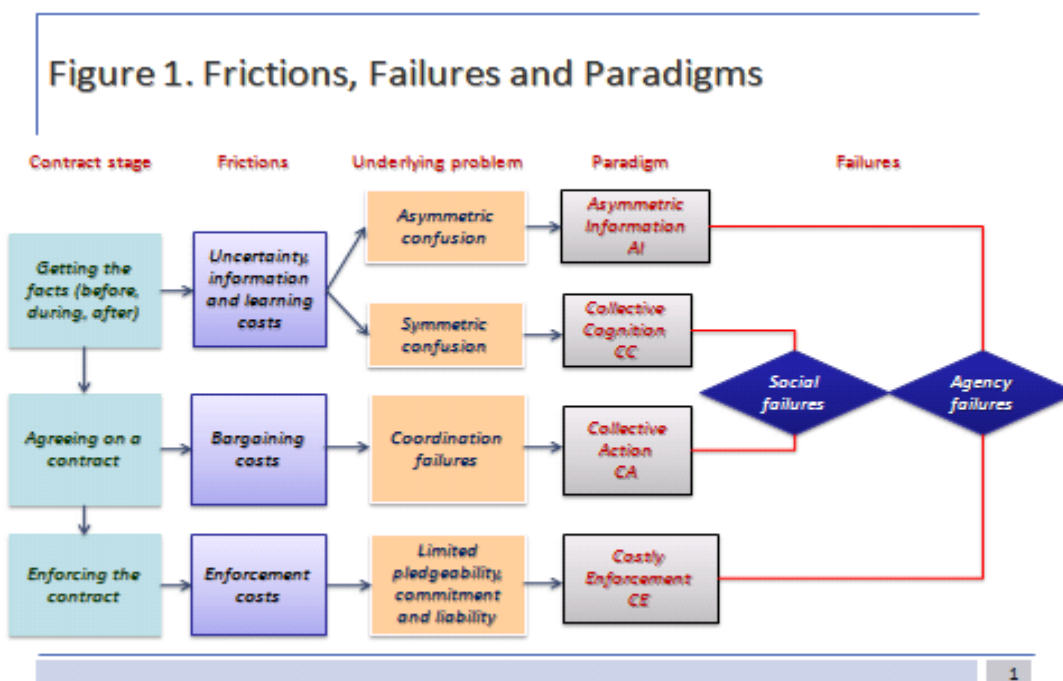 Figure 1. Frictions, Failures and Paradigms
Contract stage
Frictions
Underlying problem
Paradigm
Failures
Getting the
facts (before,
during, after)
Uncertainty,
information
and learning
costs
Asymmetric
confusion
Asymmetric
Information
AI
Symmetric
confusion
Collective
Cognition
CC
Social
failures
Agency
failures
Agreeing on a
contract
Bargaining
costs
Coordination
failures
Collective
Action
CA
Enforcing the
contract
Enforcement
costs
Limited
pledgeability,
commitment
and liability
Costly
Enforcement
CE
1